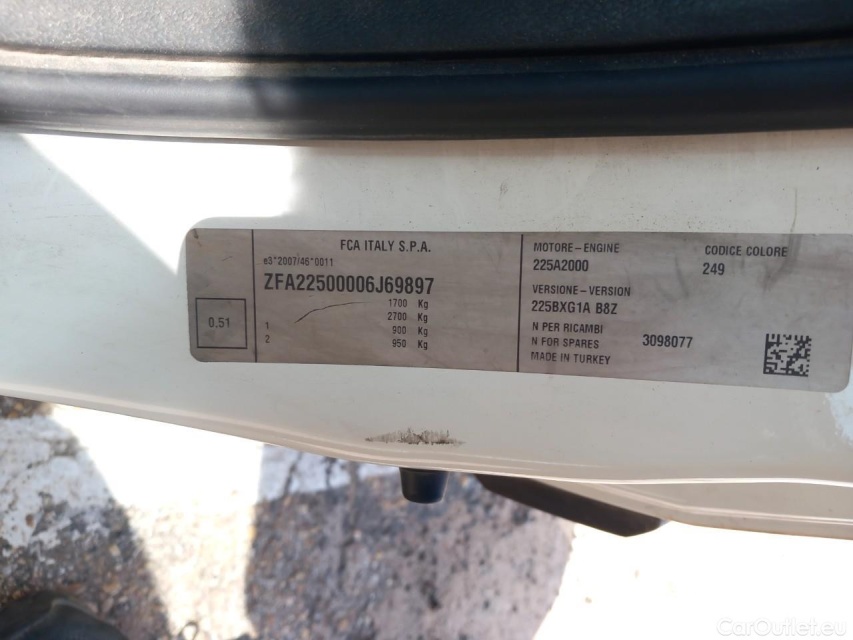 FCA ITALY S.P.A.
e3*2007/46*0011
ZFA22500006J69897
1700 Kg
2700 Kg
1 900 Kg
2 950 Kg
0.51
MOTORE-ENGINE
225A2000
CODICE COLORE
249
VERSIONE-VERSION
225BXG1A B8Z
N PER RICAMBI
N FOR SPARES 3098077
MADE IN TURKEY
CarOutlet.eu